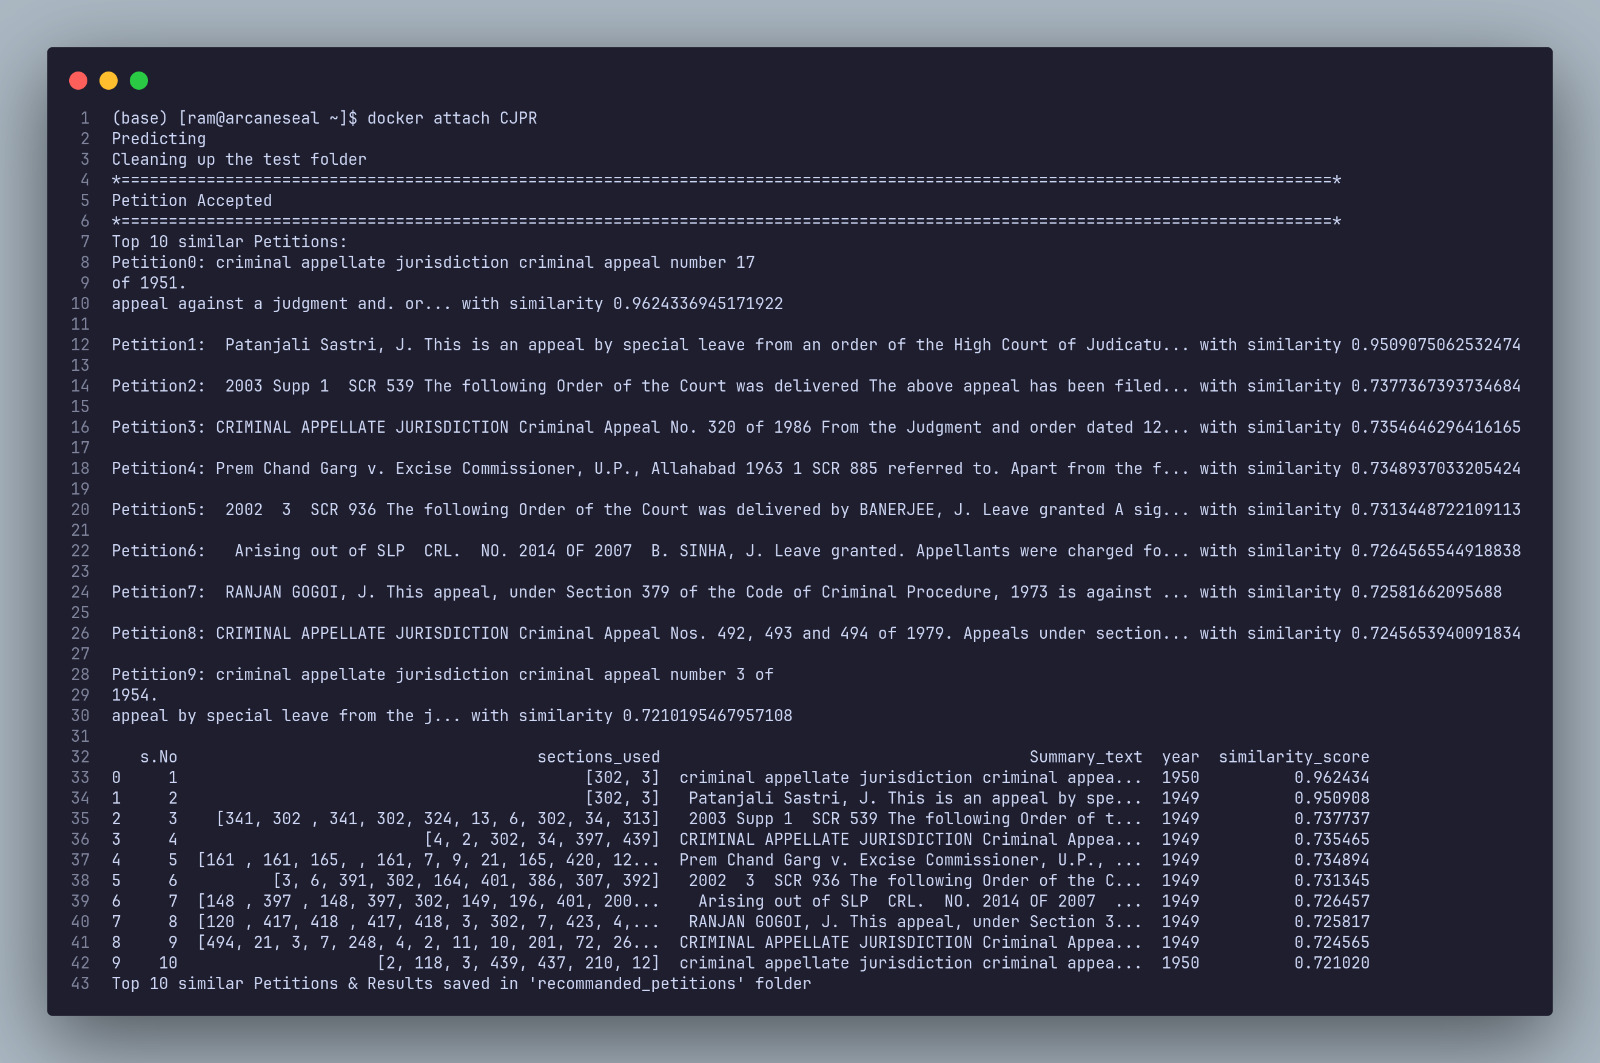 1 (base) [ram@arcaneseal ~]$ docker attach CJPR
2 Predicting
3 Cleaning up the test folder
4 *================================================================================================================================*
5 Petition Accepted
6 *================================================================================================================================*
7 Top 10 similar Petitions:
8 Petition0: criminal appellate jurisdiction criminal appeal number 17
9 of 1951.
10 appeal against a judgment and. or... with similarity 0.9624336945171922
11
12 Petition1:  Patanjali Sastri, J. This is an appeal by special leave from an order of the High Court of Judicatu... with similarity 0.9509075062532474
13
14 Petition2:  2003 Supp 1  SCR 539 The following Order of the Court was delivered The above appeal has been filed... with similarity 0.7377367393734684
15
16 Petition3: CRIMINAL APPELLATE JURISDICTION Criminal Appeal No. 320 of 1986 From the Judgment and order dated 12... with similarity 0.7354646296416165
17
18 Petition4: Prem Chand Garg v. Excise Commissioner, U.P., Allahabad 1963 1 SCR 885 referred to. Apart from the f... with similarity 0.7348937033205424
19
20 Petition5:  2002  3  SCR 936 The following Order of the Court was delivered by BANERJEE, J. Leave granted A sig... with similarity 0.7313448722109113
21
22 Petition6:   Arising out of SLP  CRL.  NO. 2014 OF 2007  B. SINHA, J. Leave granted. Appellants were charged fo... with similarity 0.7264565544918838
23
24 Petition7:  RANJAN GOGOI, J. This appeal, under Section 379 of the Code of Criminal Procedure, 1973 is against ... with similarity 0.72581662095688
25
26 Petition8: CRIMINAL APPELLATE JURISDICTION Criminal Appeal Nos. 492, 493 and 494 of 1979. Appeals under section... with similarity 0.7245653940091834
27
28 Petition9: criminal appellate jurisdiction criminal appeal number 3 of
29 1954.
30 appeal by special leave from the j... with similarity 0.7210195467957108
31
32 s.No sections_used Summary_text year similarity_score
33 0 1 [302, 3] criminal appellate jurisdiction criminal appea... 1950 0.962434
34 1 2 [302, 3] Patanjali Sastri, J. This is an appeal by spe... 1949 0.950908
35 2 3 [341, 302 , 341, 302, 324, 13, 6, 302, 34, 313] 2003 Supp 1  SCR 539 The following Order of t... 1949 0.737737
36 3 4 [4, 2, 302, 34, 397, 439] CRIMINAL APPELLATE JURISDICTION Criminal Appea... 1949 0.735465
37 4 5 [161 , 161, 165, , 161, 7, 9, 21, 165, 420, 12... Prem Chand Garg v. Excise Commissioner, U.P., ... 1949 0.734894
38 5 6 [3, 6, 391, 302, 164, 401, 386, 307, 392] 2002  3  SCR 936 The following Order of the C... 1949 0.731345
39 6 7 [148 , 397 , 148, 397, 302, 149, 196, 401, 200... Arising out of SLP  CRL.  NO. 2014 OF 2007  ... 1949 0.726457
40 7 8 [120 , 417, 418 , 417, 418, 3, 302, 7, 423, 4,... RANJAN GOGOI, J. This appeal, under Section 3... 1949 0.725817
41 8 9 [494, 21, 3, 7, 248, 4, 2, 11, 10, 201, 72, 26... CRIMINAL APPELLATE JURISDICTION Criminal Appea... 1949 0.724565
42 9 10 [2, 118, 3, 439, 437, 210, 12] criminal appellate jurisdiction criminal appea... 1950 0.721020
43 Top 10 similar Petitions & Results saved in 'recommanded_petitions' folder